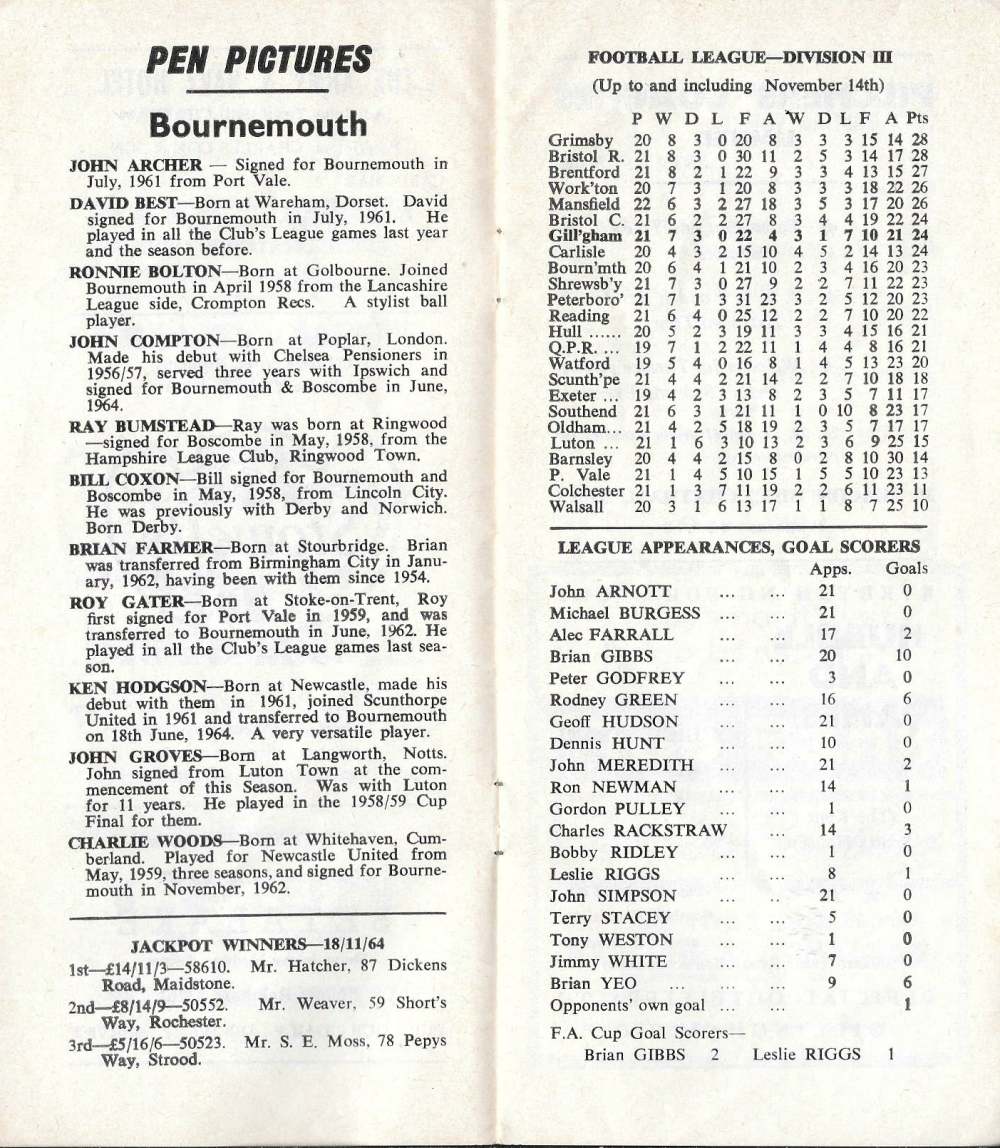 PEN PICTURES
Bournemouth
JOHN ARCHER — Signed for Bournemouth in
July, 1961 from Port Vale.
DAVID BEST—Born at Wareham, Dorset. David
signed for Bournemouth in July, 1961. He
played in all the Club's League games last year
and the season before.
RONNIE BOLTON—Born at Golbourne. Joined
Bournemouth in April 1958 from the Lancashire
League side, Crompton Recs. A stylist ball
player.
JOHN COMPTON—Born at Poplar, London.
Made his debut with Chelsea Pensioners in
1956/57, served three years with Ipswich and
signed for Bournemouth & Boscombe in June,
1964.
RAY BUMSTEAD—Ray was born at Ringwood
—signed for Boscombe in May, 1958, from the
Hampshire League Club, Ringwood Town.
BILL COXON—Bill signed for Bournemouth and
Boscombe in May, 1958, from Lincoln City.
He was previously with Derby and Norwich.
Born Derby.
BRIAN FARMER—Born at Stourbridge. Brian
was transferred from Birmingham City in Janu-
ary, 1962, having been with them since 1954.
ROY GATER—Born at Stoke-on-Trent, Roy
first signed for Port Vale in 1959, and was
transferred to Bournemouth in June, 1962. He
played in all the Club's League games last sea-
son.
KEN HODGSON—Born at Newcastle, made his
debut with them in 1961, joined Scunthorpe
United in 1961 and transferred to Bournemouth
on 18th June, 1964. A very versatile player.
JOHN GROVES—Born at Langworth, Notts.
John signed from Luton Town at the com-
mencement of this Season. Was with Luton
for 11 years. He played in the 1958/59 Cup
Final for them.
CHARLIE WOODS—Born at Whitehaven, Cum-
berland. Played for Newcastle United from
May, 1959, three seasons, and signed for Bourne-
mouth in November, 1962.
JACKPOT WINNERS—18/11/64
1st—£14/11/3—58610. Mr. Hatcher, 87 Dickens
Road, Maidstone.
2nd—£8/14/9—50552. Mr. Weaver, 59 Short's
Way, Rochester.
3rd—£5/16/6—50523. Mr. S. E. Moss, 78 Pepys
Way, Strood.
FOOTBALL LEAGUE—DIVISION III
(Up to and including November 14th)
P W D L F A W D L F A Pts
Grimsby 20 8 3 0 20 8 3 3 3 15 14 28
Bristol R. 21 8 3 0 30 11 2 5 3 14 17 28
Brentford 21 8 2 1 22 9 3 3 4 13 15 27
Work'ton 20 7 3 1 20 8 3 3 3 18 22 26
Mansfield 22 6 3 2 27 18 3 5 3 17 20 26
Bristol C. 21 6 2 2 27 8 3 4 4 19 22 24
Gill'gham 21 7 3 0 22 4 3 1 7 10 21 24
Carlisle 20 4 3 2 15 10 4 5 2 14 13 24
Bourn'mth 20 6 4 1 21 10 2 3 4 16 20 23
Shrewsb'y 21 7 3 0 27 9 2 2 7 11 22 23
Peterboro' 21 7 1 3 31 23 3 2 5 12 20 23
Reading 21 6 4 0 25 12 2 2 7 10 20 22
Hull ...... 20 5 2 3 19 11 3 3 4 15 16 21
Q.P.R. ... 19 7 1 2 22 11 1 4 4 8 16 21
Watford 19 5 4 0 16 8 1 4 5 13 23 20
Scunth'pe 21 4 4 2 21 14 2 2 7 10 18 18
Exeter ... 19 4 2 3 13 8 2 3 5 7 11 17
Southend 21 6 3 1 21 11 1 0 10 8 23 17
Oldham... 21 4 2 5 18 19 2 3 5 7 17 17
Luton ... 21 1 6 3 10 13 2 3 6 9 25 15
Barnsley 20 4 4 2 15 8 0 2 8 10 30 14
P. Vale 21 1 4 5 10 15 1 5 5 10 23 13
Colchester 21 1 3 7 11 19 2 2 6 11 23 11
Walsall 20 3 1 6 13 17 1 1 8 7 25 10
LEAGUE APPEARANCES, GOAL SCORERS
Apps. Goals
John ARNOTT ... ... 21 0
Michael BURGESS ... ... 21 0
Alec FARRALL ... 17 2
Brian GIBBS ... ... 20 10
Peter GODFREY ... ... 3 0
Rodney GREEN ... ... 16 6
Geoff HUDSON ... ... 21 0
Dennis HUNT ... ... 10 0
John MEREDITH ... ... 21 2
Ron NEWMAN ... ... 14 1
Gordon PULLEY ... ... 1 0
Charles RACKSTRAW ... 14 3
Bobby RIDLEY ... ... 1 0
Leslie RIGGS ... ... 8 1
John SIMPSON ... .. 21 0
Terry STACEY ... ... 5 0
Tony WESTON ... ... 1 0
Jimmy WHITE ... ... 7 0
Brian YEO ... ... ... 9 6
Opponents' own goal ... ... 1
F.A. Cup Goal Scorers—
Brian GIBBS 2 Leslie RIGGS 1